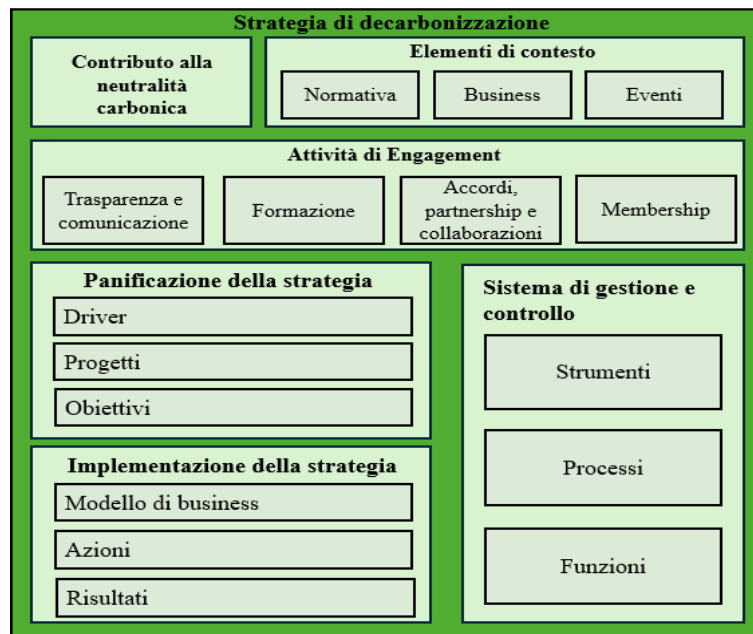 Strategia di decarbonizzazione
Contributo alla
neutralità
carbonica
Elementi di contesto
Normativa
Business
Eventi
Attività di Engagement
Trasparenza e
comunicazione
Formazione
Accordi,
partnership e
collaborazioni
Membership
Panificazione della strategia
Driver
Progetti
Obiettivi
Implementazione della strategia
Modello di business
Azioni
Risultati
Sistema di gestione e
controllo
Strumenti
Processi
Funzioni